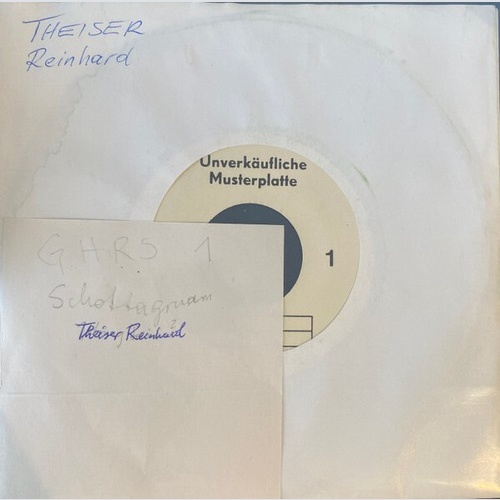 THEISER
Reinhard
Unverkäufliche
Musterplatte
1
GHRS 1
Schottagruam
Theiser Reinhard